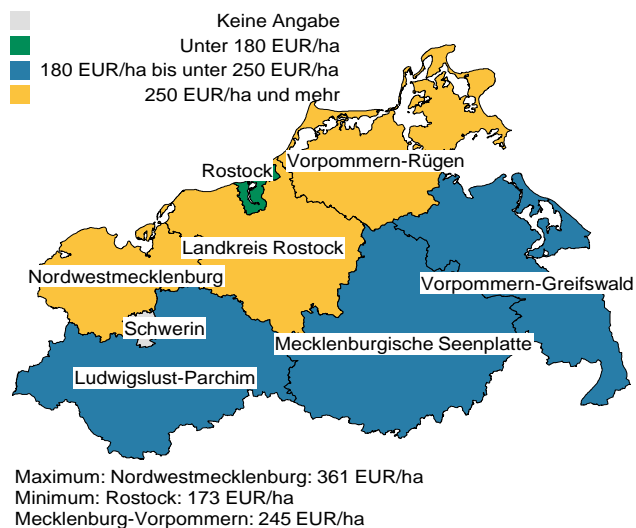 Keine Angabe
Unter 180 EUR/ha
180 EUR/ha bis unter 250 EUR/ha
250 EUR/ha und mehr
Rostock
Vorpommern-Rügen
Landkreis Rostock
Nordwestmecklenburg
Vorpommern-Greifswald
Schwerin
Mecklenburgische Seenplatte
Ludwigslust-Parchim
Maximum: Nordwestmecklenburg: 361 EUR/ha
Minimum: Rostock: 173 EUR/ha
Mecklenburg-Vorpommern: 245 EUR/ha